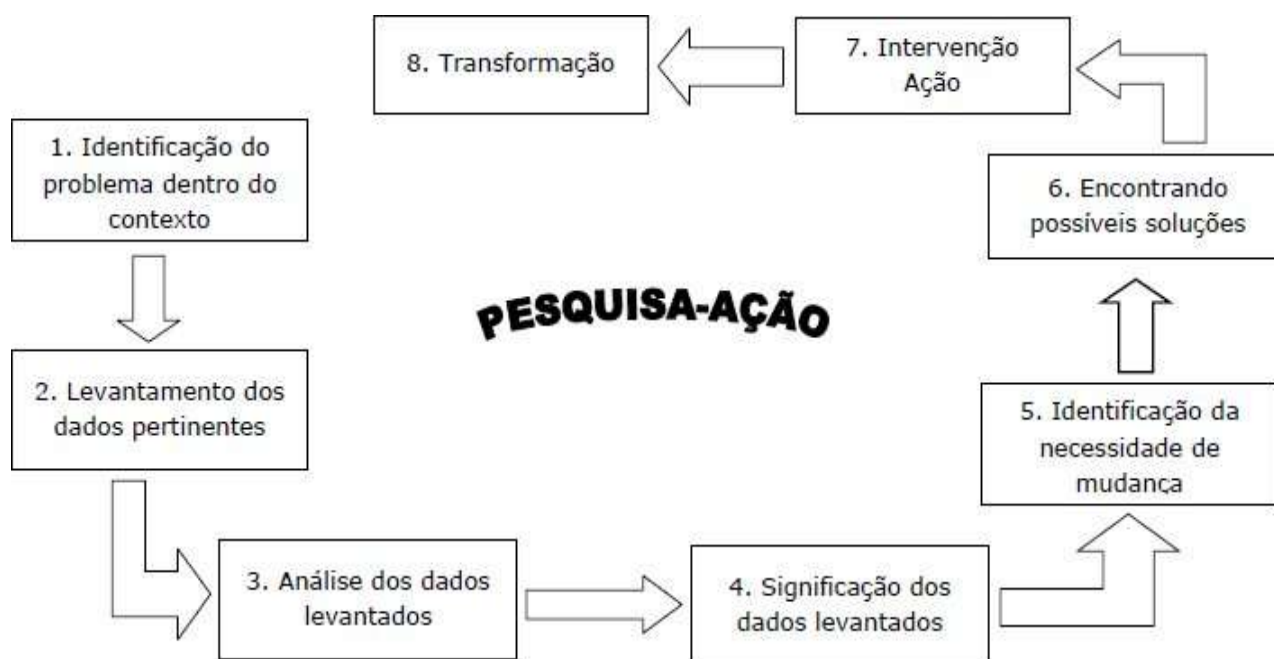 1. Identificação do
problema dentro do
contexto
2. Levantamento dos
dados pertinentes
3. Análise dos dados
levantados
4. Significação dos
dados levantados
5. Identificação da
necessidade de
mudança
6. Encontrando
possíveis soluções
7. Intervenção
Ação
8. Transformação
PESQUISA-AÇÃO